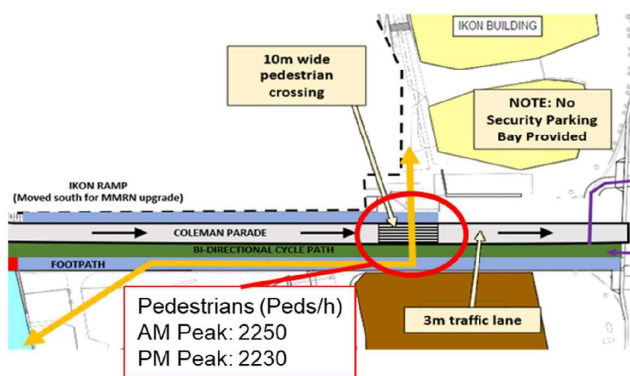 IKON BUILDING
10m wide
pedestrian
crossing
NOTE: No
Security Parking
Bay Provided
IKON RAMP
(Moved south for MMRN upgrade)
COLEMAN PARADE
BI-DIRECTIONAL CYCLE PATH
FOOTPATH
Pedestrians (Peds/h)
AM Peak: 2250
PM Peak: 2230
3m traffic lane